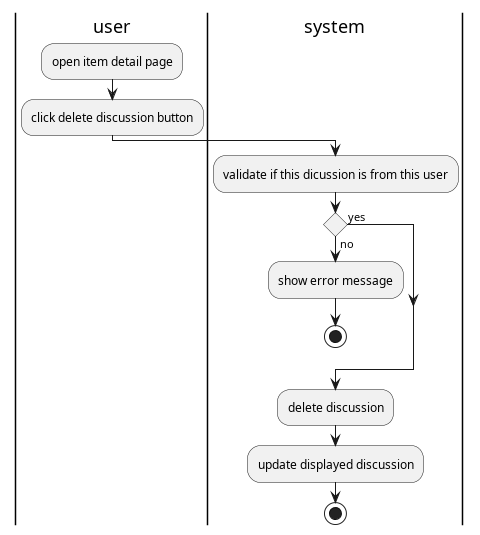 user
system
open item detail page
click delete discussion button
validate if this dicussion is from this user
yes
no
show error message
delete discussion
update displayed discussion